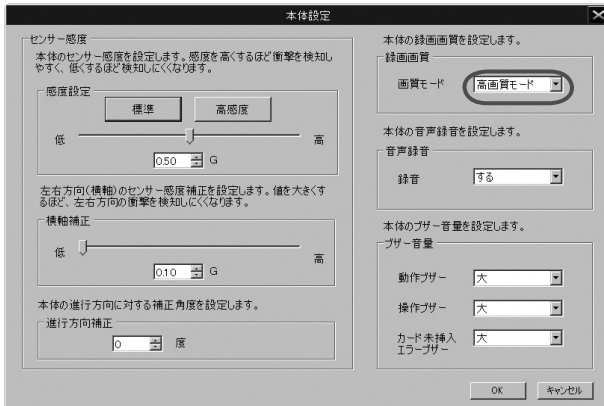 本体設定
センサー感度
本体のセンサー感度を設定します。感度を高くするほど衝撃を検知し
やすく、低くするほど検知しにくくなります。
感度設定
標準
高感度
低
高
0.50 G
左右方向(横軸)のセンサー感度補正を設定します。値を大きくす
るほど、左右方向の衝撃を検知しにくくなります。
横軸補正
低
高
0.10 G
本体の進行方向に対する補正角度を設定します。
進行方向補正
0 度
本体の録画画質を設定します。
録画画質
画質モード 高画質モード
本体の音声録音を設定します。
音声録音
録音 する
本体のブザー音量を設定します。
ブザー音量
動作ブザー 大
操作ブザー 大
カード未挿入 大
エラーブザー
OK キャンセル